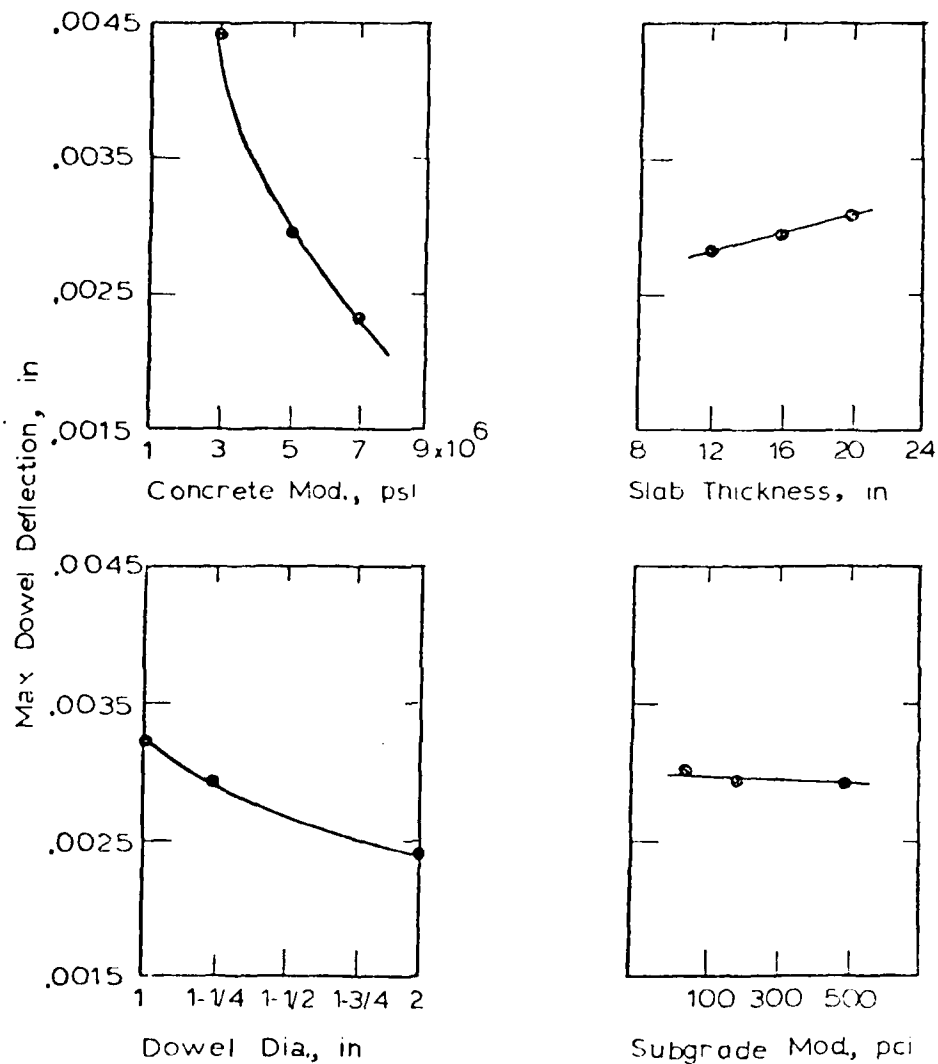 Max Dowel Deflection, in
.0045
.0035
.0025
.0015
1 3 5 7 9x10^6
Concrete Mod., psi
8 12 16 20 24
Slab Thickness, in
.0045
.0035
.0025
.0015
1 1-1/4 1-1/2 1-3/4 2
Dowel Dia., in
100 300 500
Subgrade Mod., pci